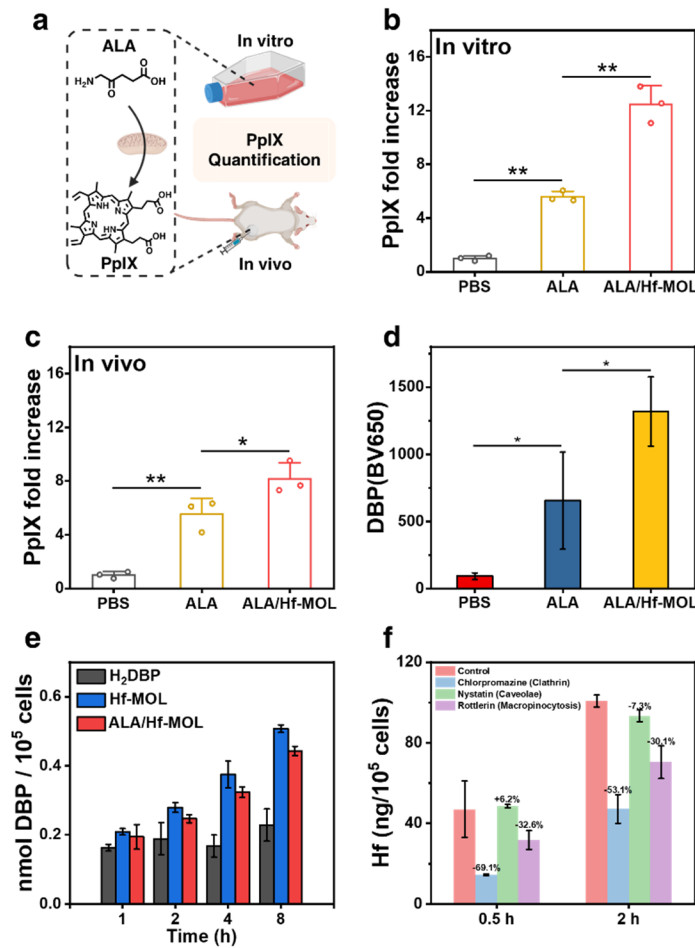 a
ALA
H₂N
O
O
OH
In vitro
PpIX
Quantification
NH
N
N
HN
O
OH
O
OH
PpIX
In vivo
b
In vitro
PpIX fold increase
16
12
8
4
0
**
**
PBS
ALA
ALA/Hf-MOL
c
In vivo
PpIX fold increase
16
12
8
4
0
**
*
PBS
ALA
ALA/Hf-MOL
d
DBP(BV650)
1500
1000
500
0
*
*
PBS
ALA
ALA/Hf-MOL
e
H₂DBP
Hf-MOL
ALA/Hf-MOL
nmol DBP / 10⁵ cells
0.6
0.4
0.2
0.0
1
2
4
8
Time (h)
f
Control
Chlorpromazine (Clathrin)
Nystatin (Caveolae)
Rottlerin (Macropinocytosis)
Hf (ng/10⁵ cells)
120
80
40
0
-69.1%
+6.2%
-32.6%
-53.1%
-7.3%
-30.1%
0.5 h
2 h